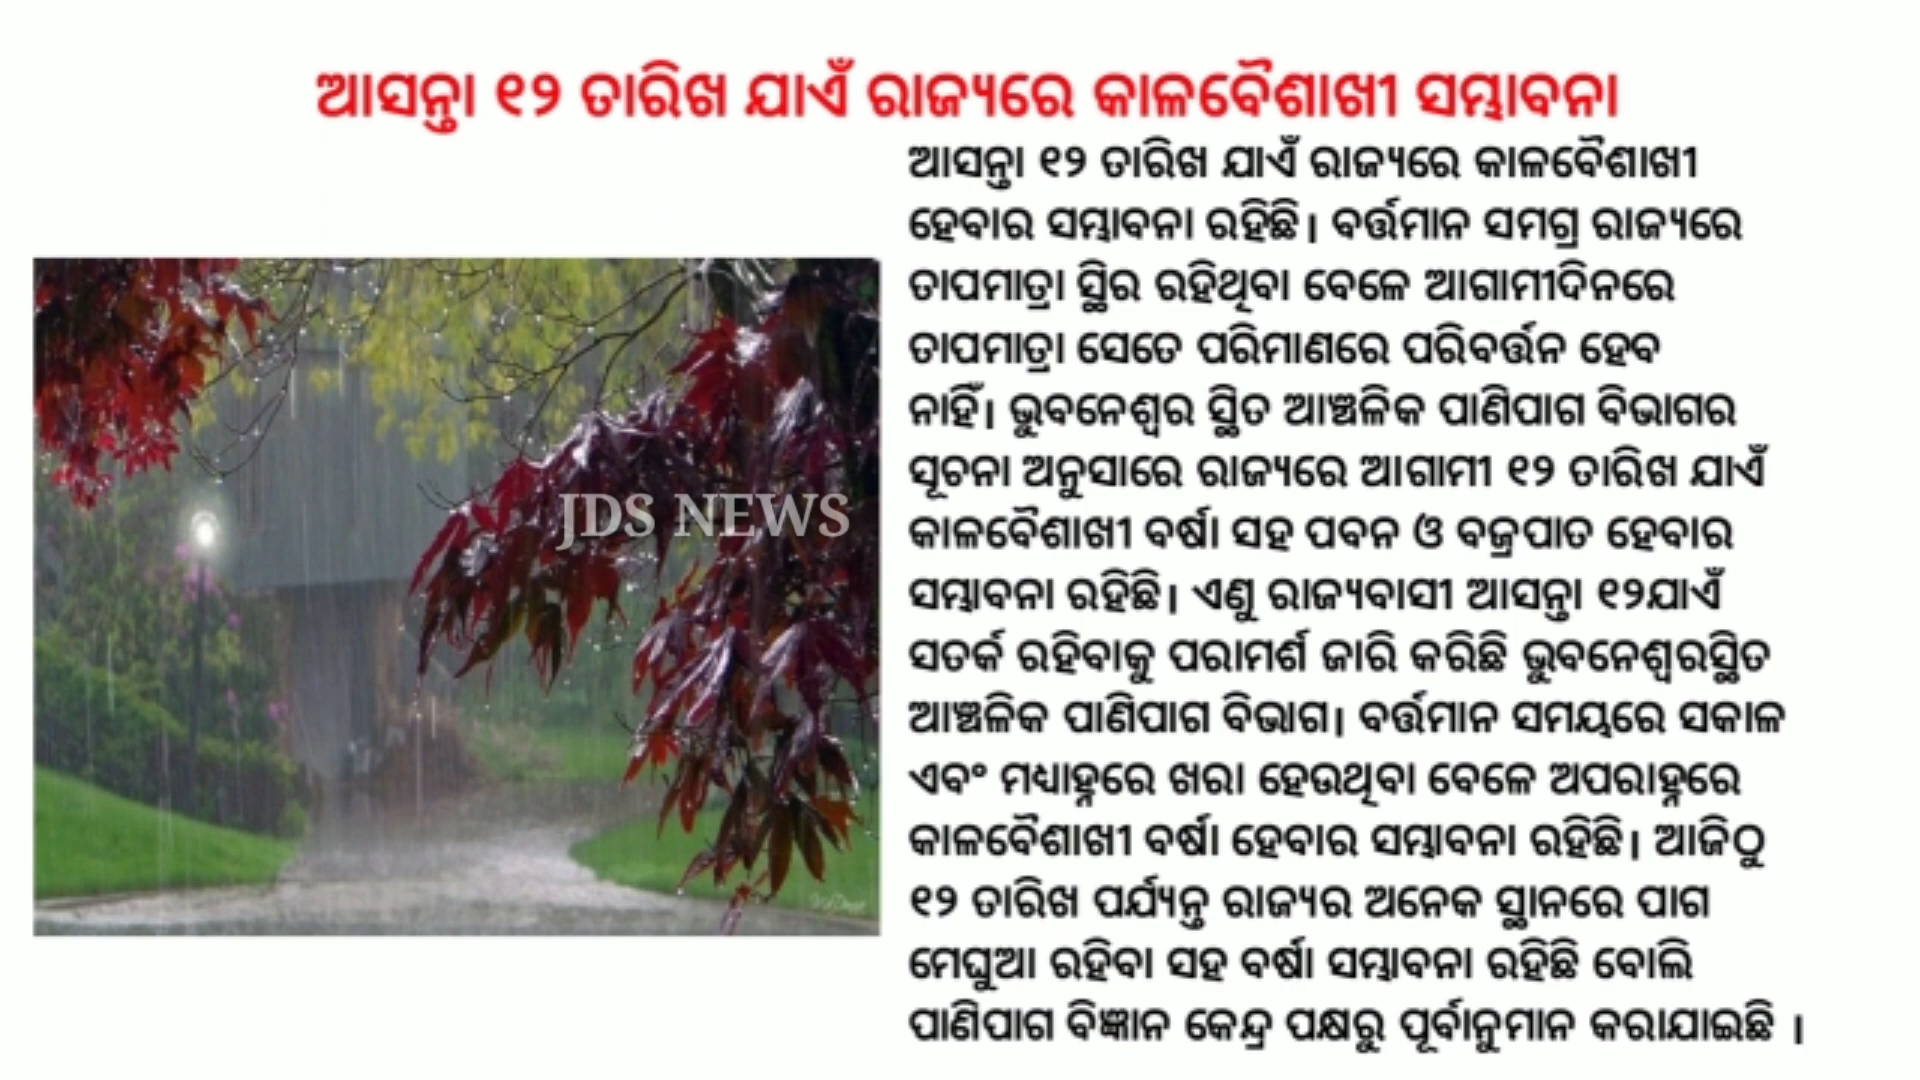 ଆସନ୍ତା ୧୨ ତାରିଖ ଯାଏଁ ରାଜ୍ୟରେ କାଳବୈଶାଖୀ ସମ୍ଭାବନା
ଆସନ୍ତା ୧୨ ତାରିଖ ଯାଏଁ ରାଜ୍ୟରେ କାଳବୈଶାଖୀ
ହେବାର ସମ୍ଭାବନା ରହିଛି। ବର୍ତ୍ତମାନ ସମଗ୍ର ରାଜ୍ୟରେ
ତାପମାତ୍ରା ସ୍ଥିର ରହିଥିବା ବେଳେ ଆଗାମୀଦିନରେ
ତାପମାତ୍ରା ସେତେ ପରିମାଣରେ ପରିବର୍ତ୍ତନ ହେବ
ନାହିଁ। ଭୁବନେଶ୍ୱର ସ୍ଥିତ ଆଞ୍ଚଳିକ ପାଣିପାଗ ବିଭାଗର
ସୂଚନା ଅନୁସାରେ ରାଜ୍ୟରେ ଆଗାମୀ ୧୨ ତାରିଖ ଯାଏଁ
କାଳବୈଶାଖୀ ବର୍ଷା ସହ ପବନ ଓ ବଜ୍ରପାତ ହେବାର
ସମ୍ଭାବନା ରହିଛି। ଏଣୁ ରାଜ୍ୟବାସୀ ଆସନ୍ତା ୧୨ଯାଏଁ
ସତର୍କ ରହିବାକୁ ପରାମର୍ଶ ଜାରି କରିଛି ଭୁବନେଶ୍ୱରସ୍ଥିତ
ଆଞ୍ଚଳିକ ପାଣିପାଗ ବିଭାଗ। ବର୍ତ୍ତମାନ ସମୟରେ ସକାଳ
ଏବଂ ମଧ୍ୟାହ୍ନରେ ଖରା ହେଉଥିବା ବେଳେ ଅପରାହ୍ନରେ
କାଳବୈଶାଖୀ ବର୍ଷା ହେବାର ସମ୍ଭାବନା ରହିଛି। ଆଜିଠୁ
୧୨ ତାରିଖ ପର୍ଯ୍ୟନ୍ତ ରାଜ୍ୟର ଅନେକ ସ୍ଥାନରେ ପାଗ
ମେଘୁଆ ରହିବା ସହ ବର୍ଷା ସମ୍ଭାବନା ରହିଛି ବୋଲି
ପାଣିପାଗ ବିଜ୍ଞାନ କେନ୍ଦ୍ର ପକ୍ଷରୁ ପୂର୍ବାନୁମାନ କରାଯାଇଛି ।
JDS NEWS